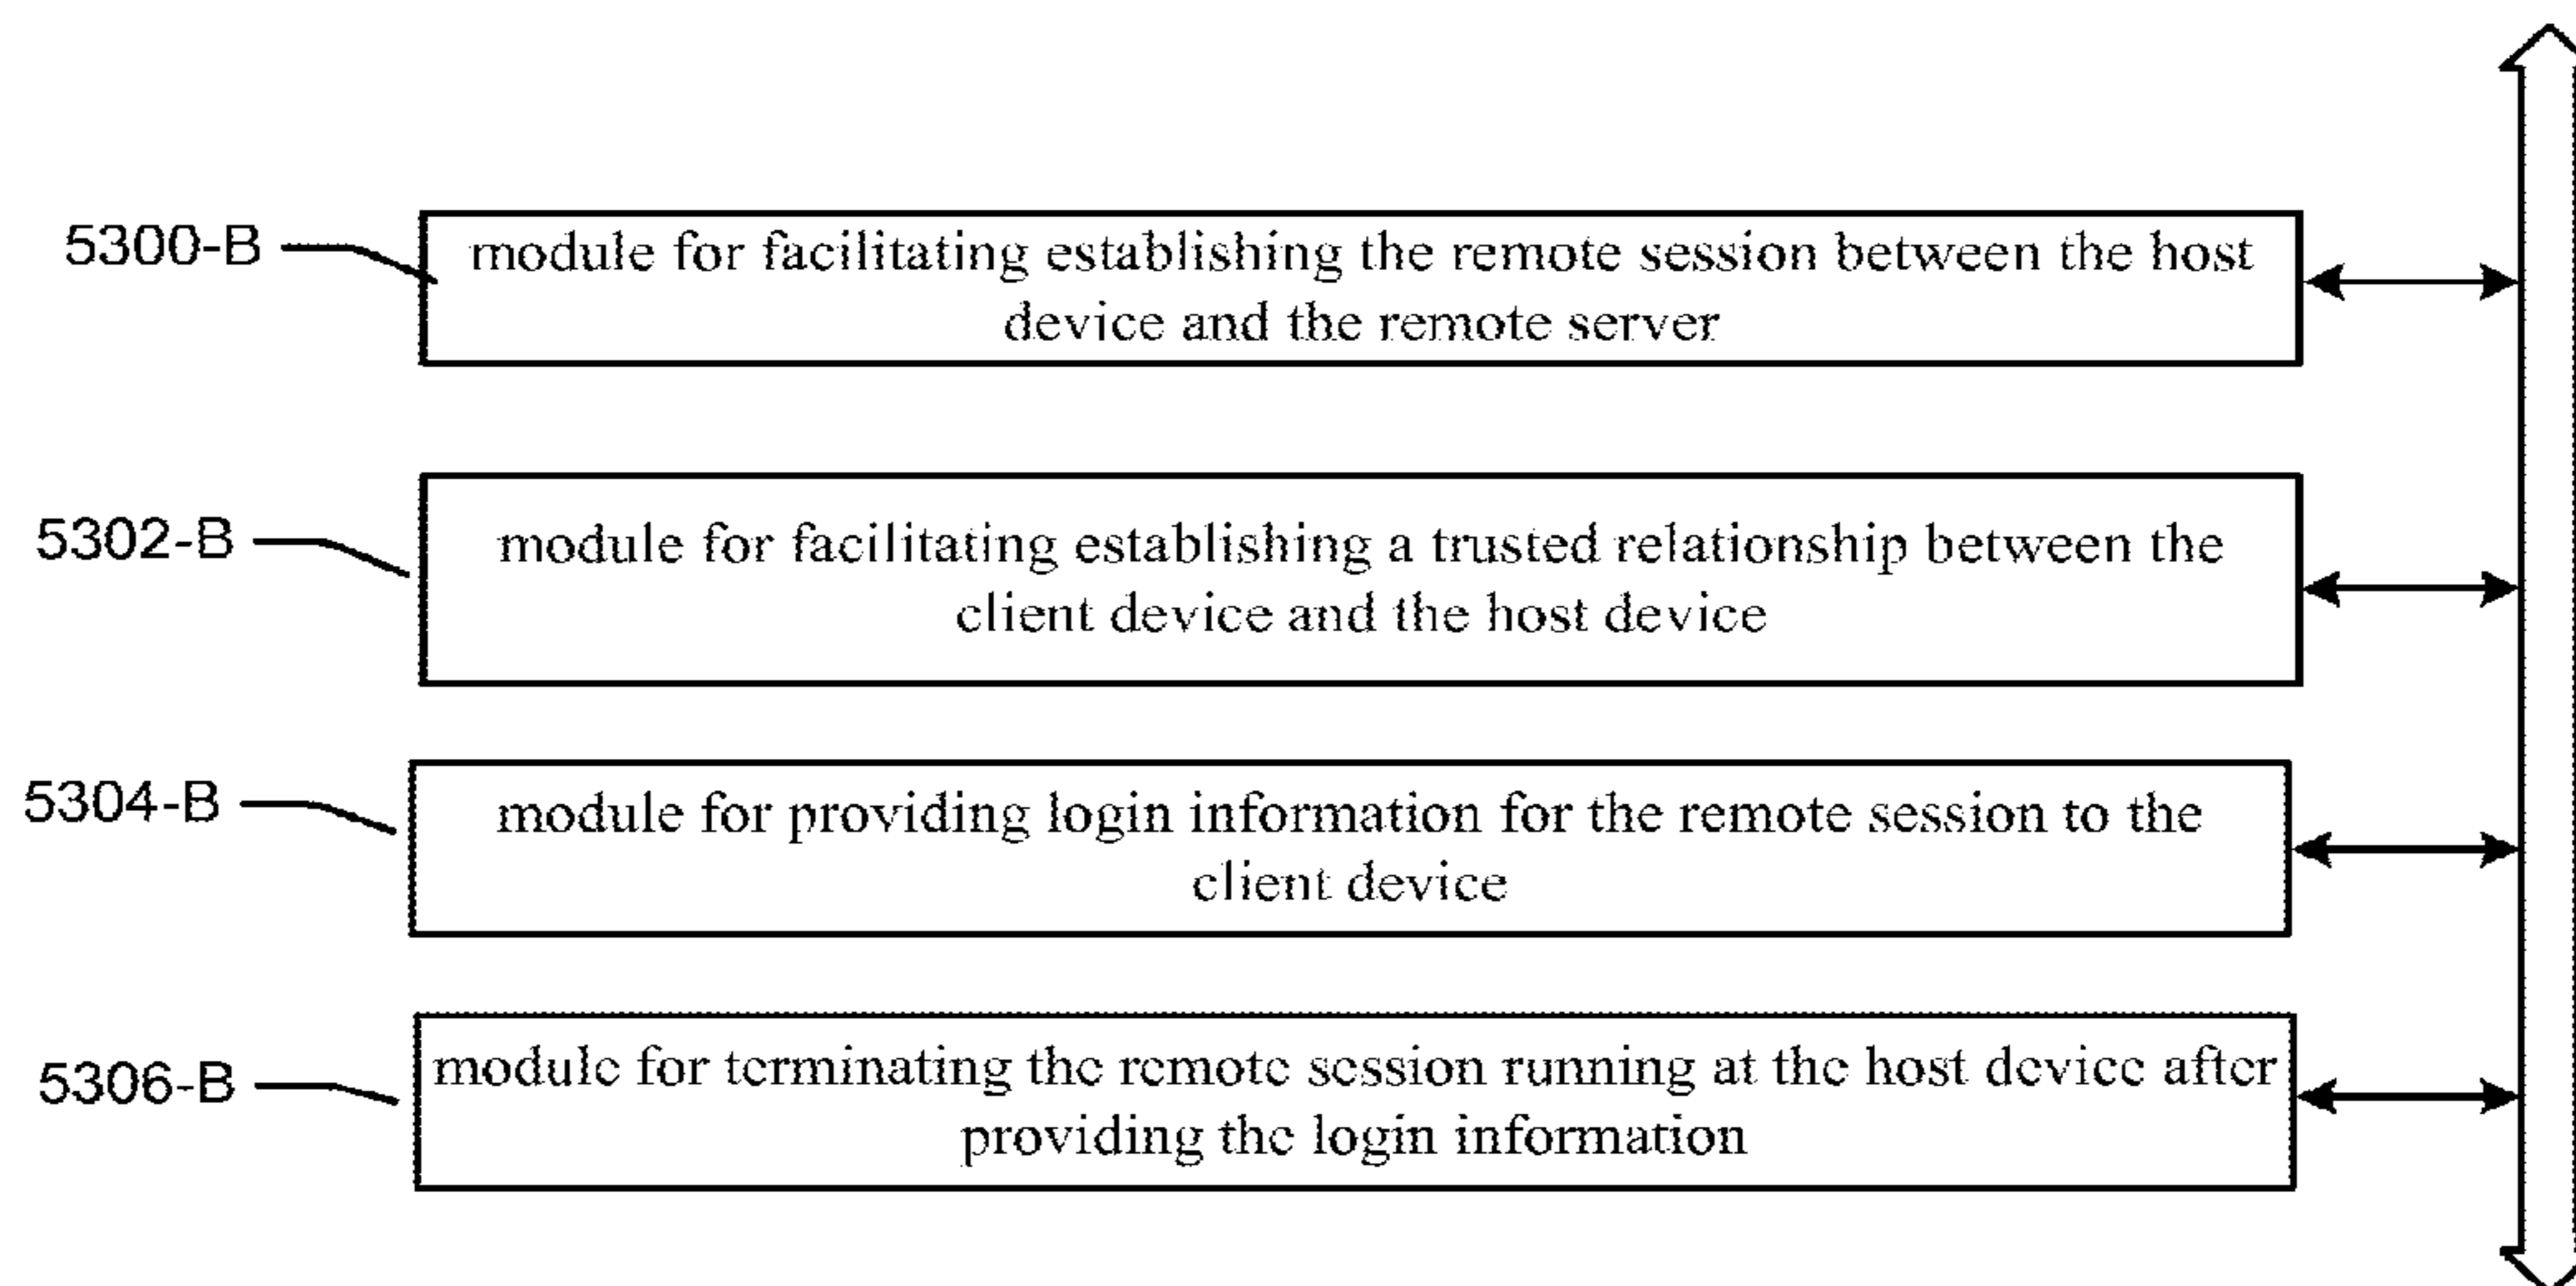 5300-B
module for facilitating establishing the remote session between the host
device and the remote server
5302-B
module for facilitating establishing a trusted relationship between the
client device and the host device
5304-B
module for providing login information for the remote session to the
client device
5306-B
module for terminating the remote session running at the host device after
providing the login information